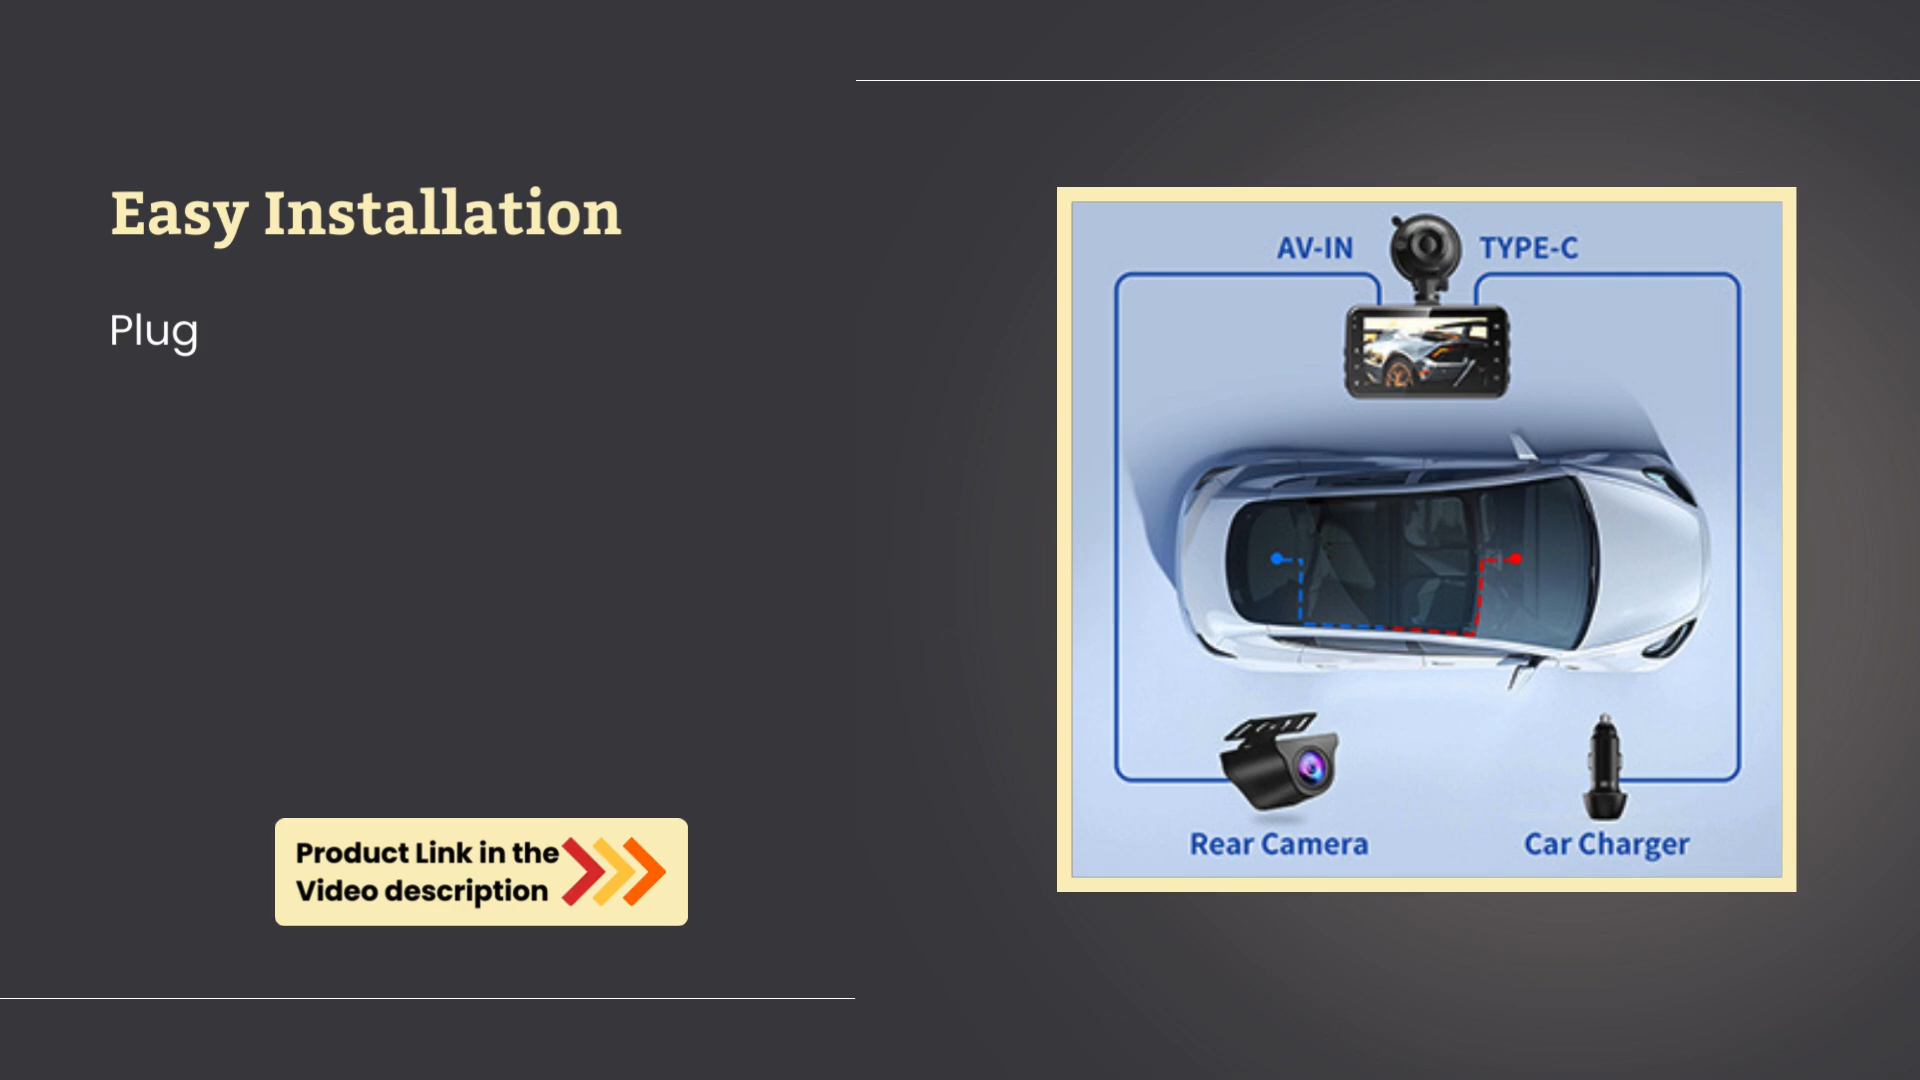 Easy Installation
Plug
AV-IN
TYPE-C
Rear Camera
Car Charger
Product Link in the
Video description